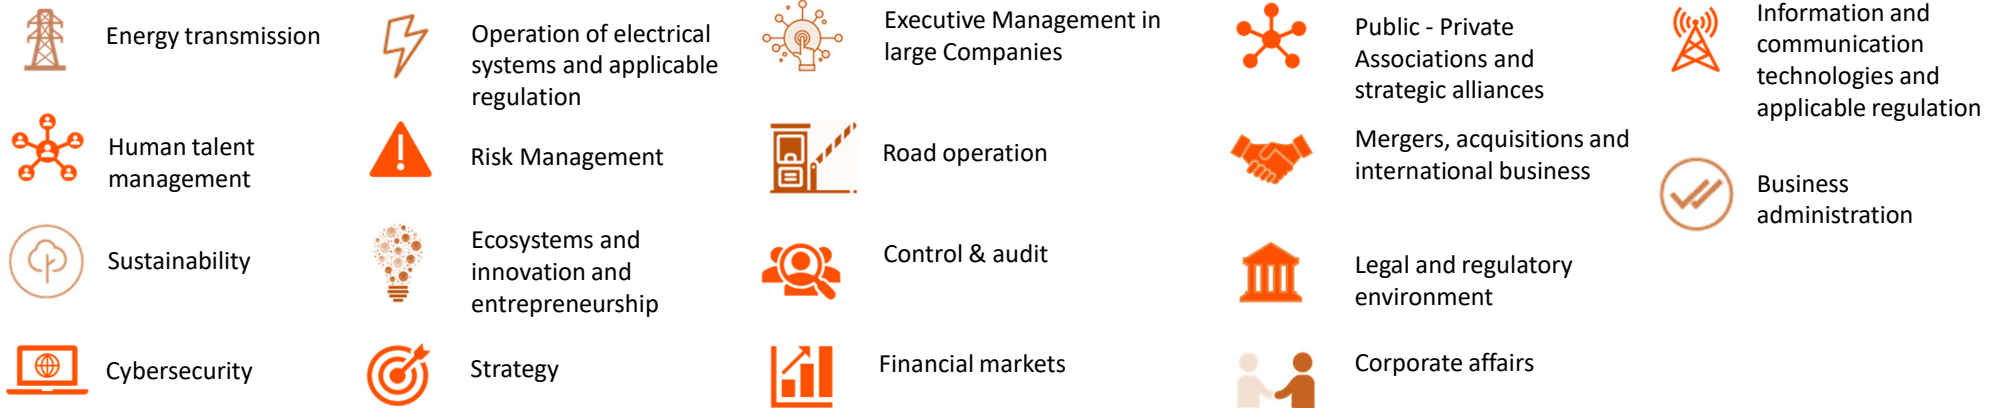 Energy transmission
Human talent
management
Sustainability
Cybersecurity
Operation of electrical
systems and applicable
regulation
Risk Management
Ecosystems and
innovation and
entrepreneurship
Strategy
Executive Management in
large Companies
Road operation
Control & audit
Financial markets
Public - Private
Associations and
strategic alliances
Mergers, acquisitions and
international business
Legal and regulatory
environment
Corporate affairs
Information and
communication
technologies and
applicable regulation
Business
administration